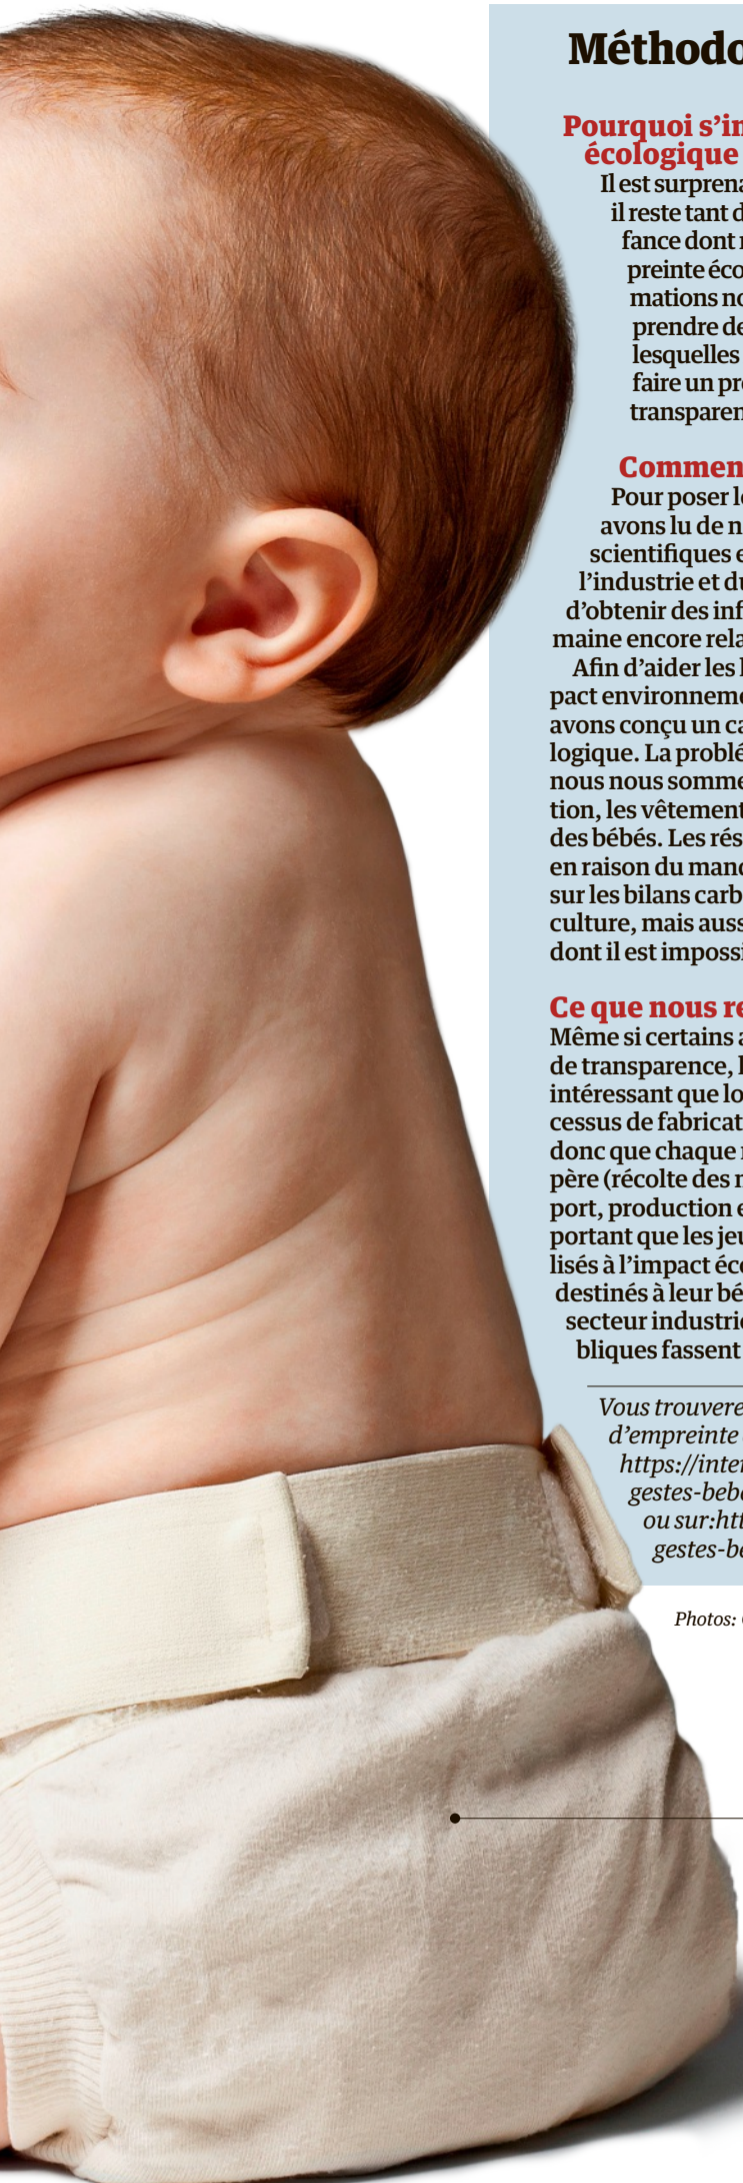 Méthodo
Pourquoi s’in
écologique
Il est surprena
il reste tant d
fance dont
preinte éco
mations no
prendre de
lesquelles
faire un pr
transparen
Commen
Pour poser le
avons lu de n
scientifiques e
l’industrie et du
d’obtenir des inf
maine encore rela
Afin d’aider les
pact environneme
avons conçu un ca
logique. La problé
nous nous somme
tion, les vêtement
des bébés. Les rés
en raison du manq
sur les bilans carb
culture, mais auss
dont il est impossi
Ce que nous re
Même si certains a
de transparence,
intéressant que lo
cessus de fabricat
donc que chaque
père (récolte des
port, production e
portant que les jeu
lisés à l’impact éco
destinés à leur bé
secteur industrie
bliques fassent
Vous trouvere
d’empreinte
https://inter
gestes-beb
ou sur:htt
gestes-be
Photos: